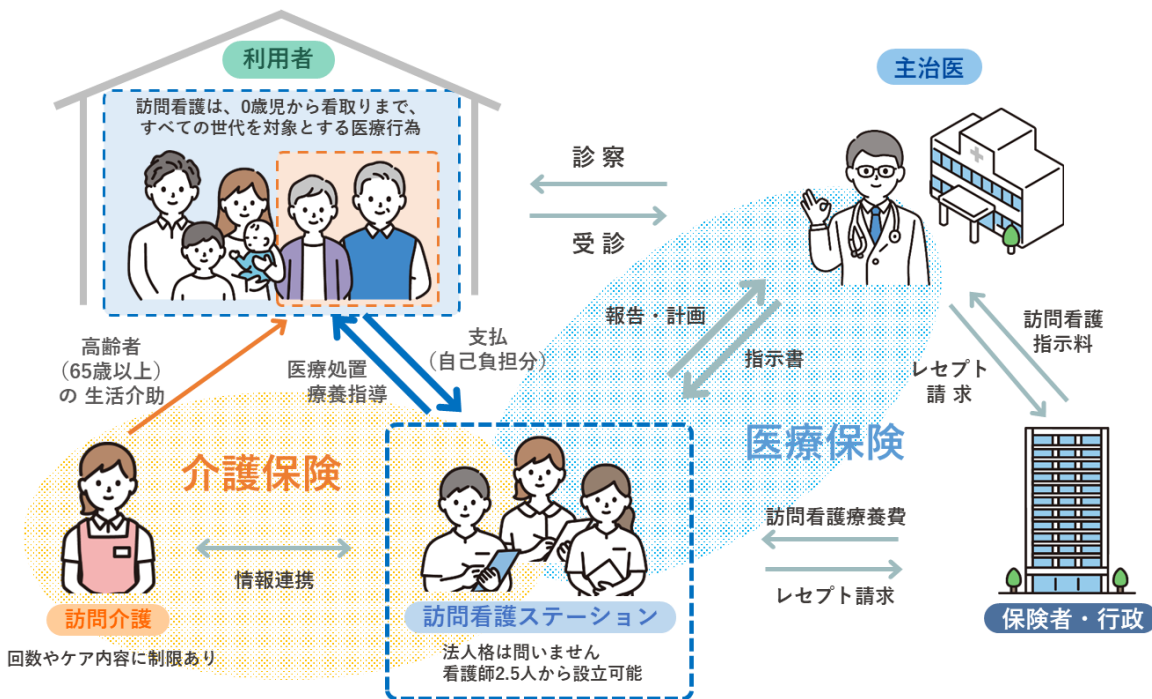 利用者
訪問看護は、0歳児から看取りまで、
すべての世代を対象とする医療行為
主治医
診 察
受 診
報告・計画
指示書
訪問看護
指示料
レセプト
請 求
高齢者
（65歳以上）
の 生活介助
医療処置
療養指導
支払
（自己負担分）
介護保険
医療保険
情報連携
訪問看護療養費
レセプト請求
訪問介護
回数やケア内容に制限あり
訪問看護ステーション
法人格は問いません
看護師2.5人から設立可能
保険者・行政